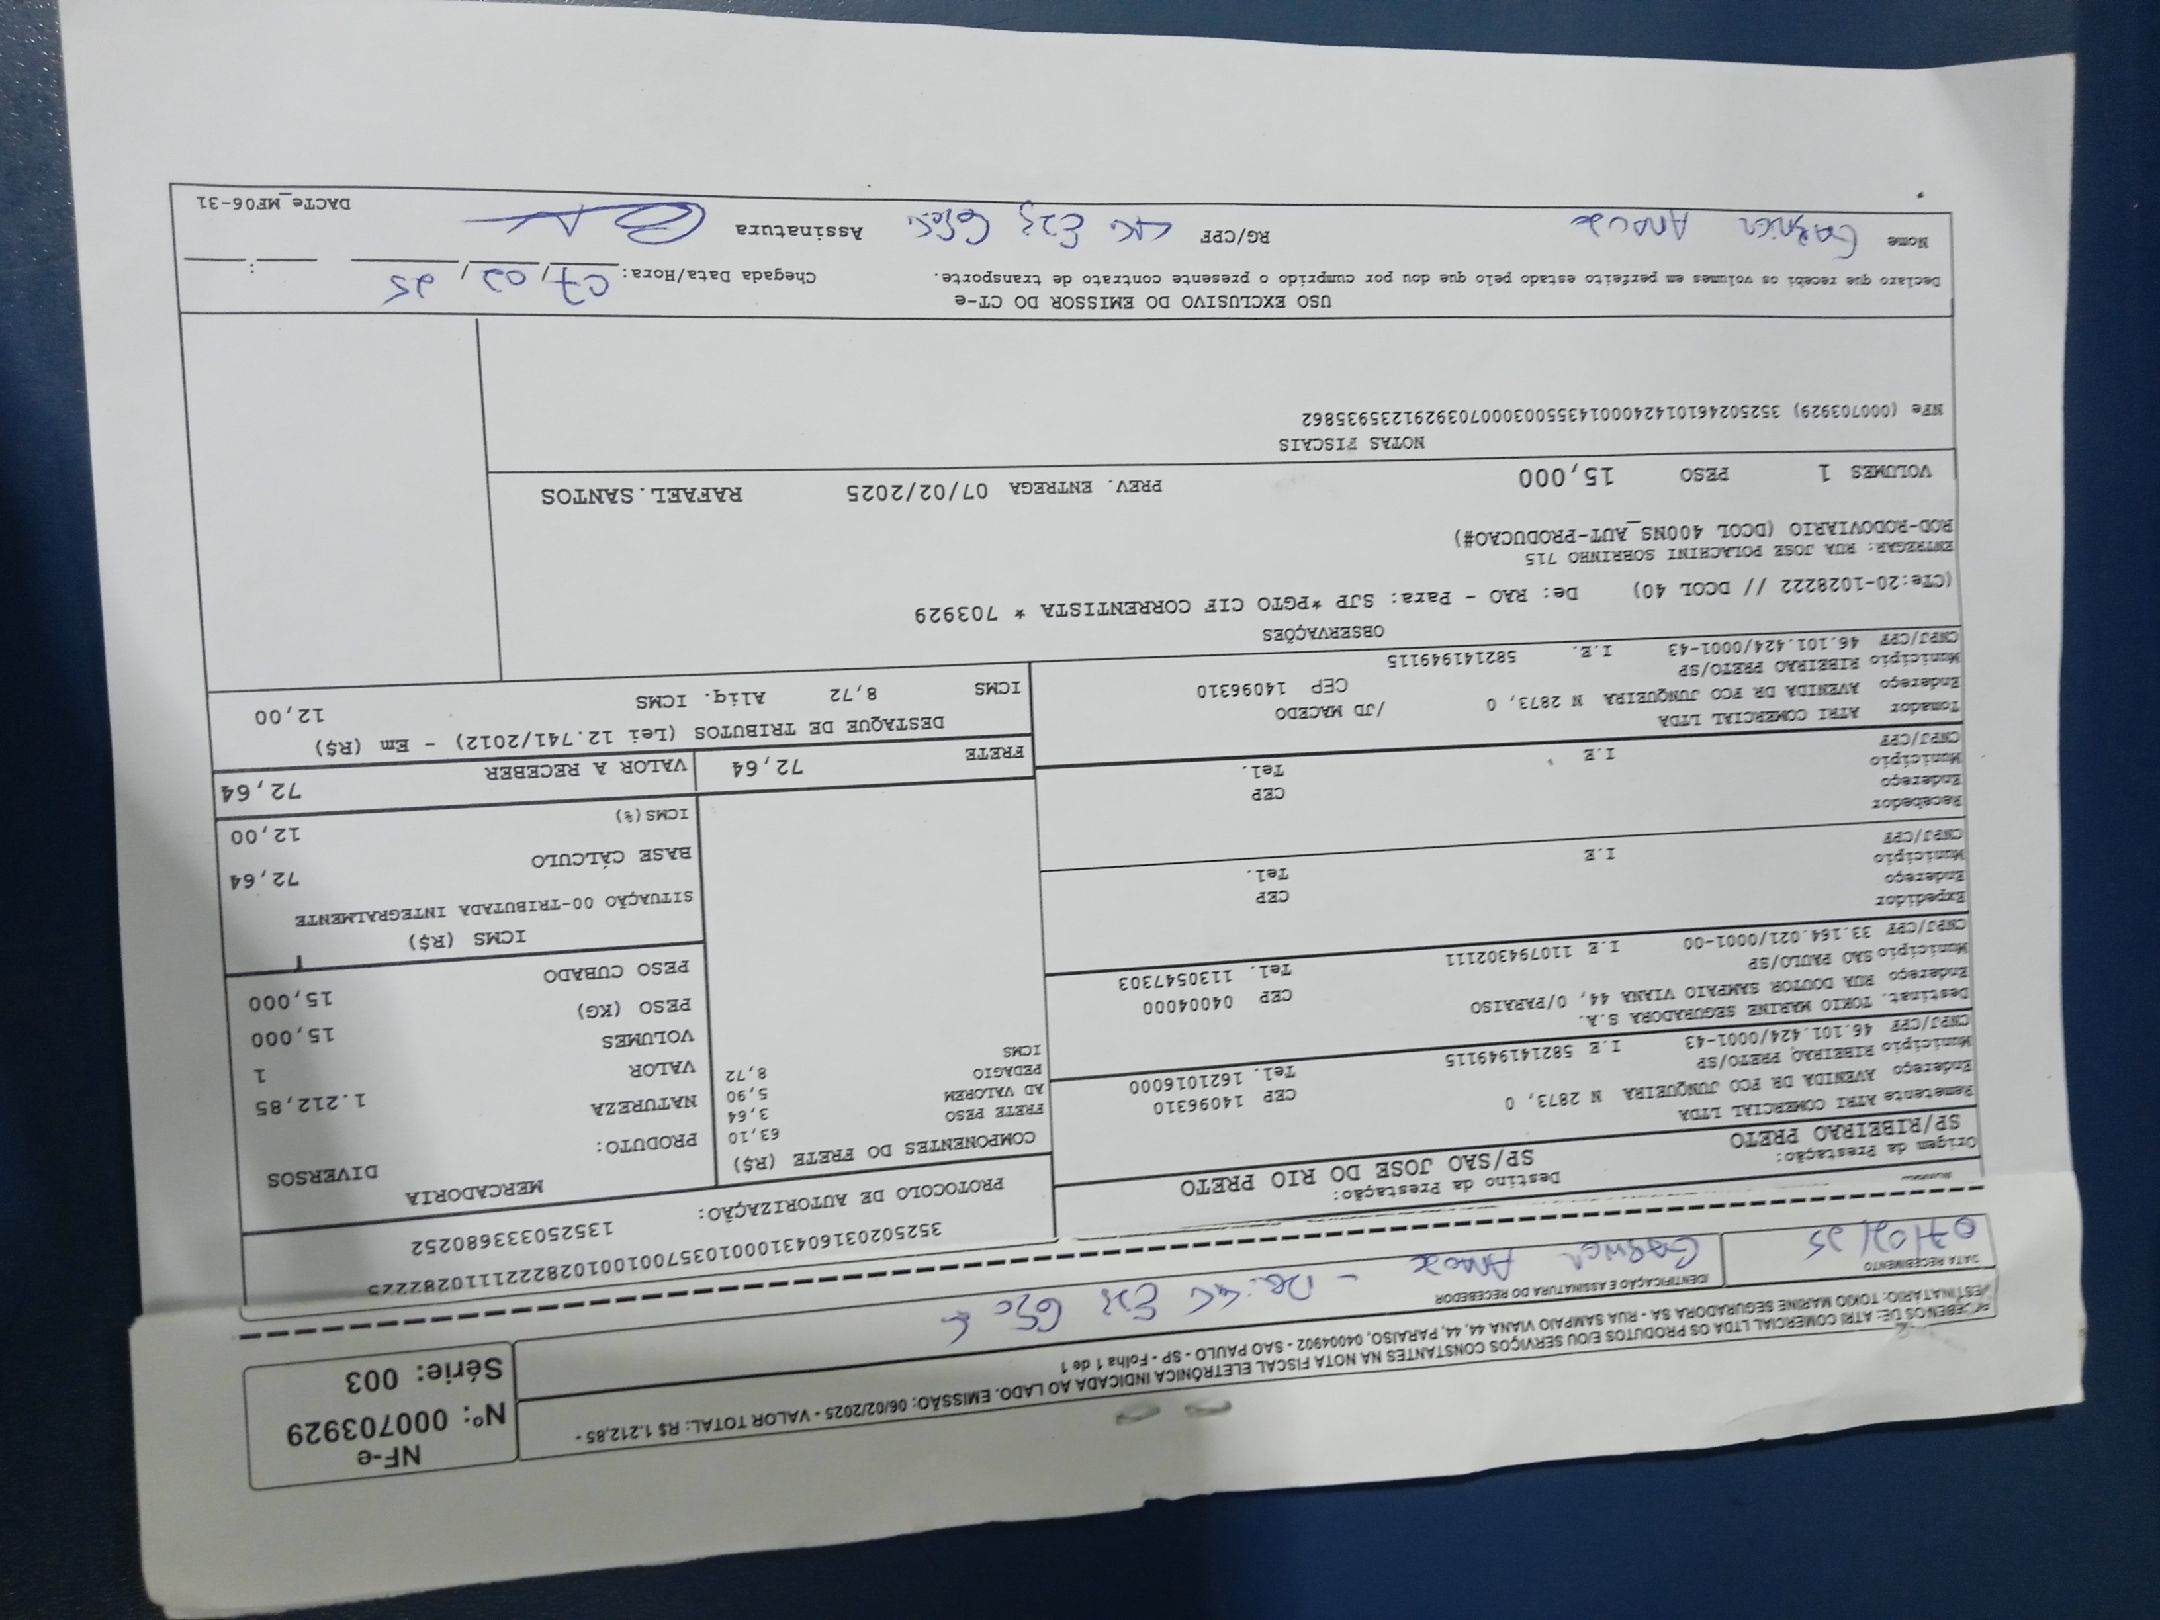 RECEBEMOS DE: ATRI COMERCIAL LTDA OS PRODUTOS E/OU SERVIÇOS CONSTANTES NA NOTA FISCAL ELETRÔNICA INDICADA AO LADO. EMISSÃO: 06/02/2025 - VALOR TOTAL: R$ 1.212,85 -
DESTINATÁRIO: TOKIO MARINE SEGURADORA SA - RUA SAMPAIO VIANA 44, 44, PARAISO, 04004902 - SAO PAULO - SP - Folha 1 de 1
NF-e
Nº: 000703929
Série: 003
DATA RECEBIMENTO
07/02/25
IDENTIFICAÇÃO E ASSINATURA DO RECEBEDOR
PROTOCOLO DE AUTORIZAÇÃO: 135250333680252
Origem da Prestação:
SP/RIBEIRAO PRETO
Destino da Prestação:
SP/SAO JOSE DO RIO PRETO
Remetente ATRI COMERCIAL LTDA
Endereço AVENIDA DR FCO JUNQUEIRA N 2873, 0 CEP 14096310
Município RIBEIRAO PRETO/SP Tel. 1621016000
CNPJ/CPF 46.101.424/0001-43 I.E 582141949115
Destinat. TOKIO MARINE SEGURADORA S.A.
Endereço RUA DOUTOR SAMPAIO VIANA 44, 0/PARAISO CEP 04004000
Município SAO PAULO/SP Tel. 1130547303
CNPJ/CPF 33.164.021/0001-00 I.E 110794302111
Expedidor
Endereço CEP
Município Tel.
CNPJ/CPF I.E
Recebedor
Endereço CEP
Município Tel.
CNPJ/CPF I.E
Tomador ATRI COMERCIAL LTDA
Endereço AVENIDA DR FCO JUNQUEIRA N 2873, 0 /JD MACEDO
Município RIBEIRAO PRETO/SP CEP 14096310
CNPJ/CPF 46.101.424/0001-43 I.E. 582141949115
COMPONENTES DO FRETE (R$)
FRETE PESO 63,10
AD VALOREM 3,64
PEDAGIO 5,90
ICMS 8,72
MERCADORIA
PRODUTO: DIVERSOS
NATUREZA
VALOR 1.212,85
VOLUMES 1
PESO (KG) 15,000
PESO CUBADO 15,000
ICMS (R$)
SITUAÇÃO 00-TRIBUTADA INTEGRALMENTE
BASE CÁLCULO 72,64
ICMS(%) 12,00
FRETE 72,64 VALOR A RECEBER 72,64
DESTAQUE DE TRIBUTOS (Lei 12.741/2012) - Em (R$)
ICMS 8,72 Aliq. ICMS 12,00
OBSERVAÇÕES
(CTe:20-1028222 // DCOL 40) De: RAO - Para: SJP *PGTO CIF CORRENTISTA * 703929
ENTREGAR: RUA JOSE POLACHINI SOBRINHO 715
ROD-RODOVIARIO (DCOL 400NS_AUT-PRODUCAO#)
VOLUMES 1 PESO 15,000 PREV. ENTREGA 07/02/2025 RAFAEL.SANTOS
NOTAS FISCAIS
NFe (000703929) 35250246101424000143550030007039291235935862
USO EXCLUSIVO DO EMISSOR DO CT-e
Declaro que recebi os volumes em perfeito estado pelo que dou por cumprido o presente contrato de transporte. Chegada Data/Hora: 07/02/25
Nome RG/CPF Assinatura
DACTe_MF06-31